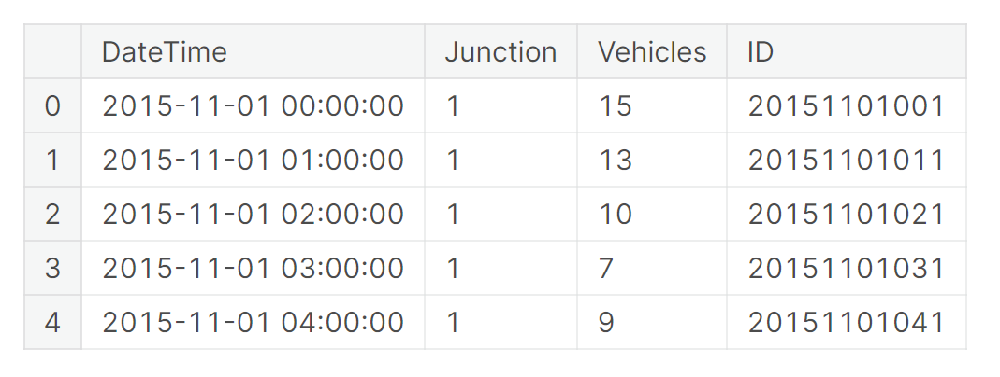 DateTime Junction Vehicles ID
0 2015-11-01 00:00:00 1 15 20151101001
1 2015-11-01 01:00:00 1 13 20151101011
2 2015-11-01 02:00:00 1 10 20151101021
3 2015-11-01 03:00:00 1 7 20151101031
4 2015-11-01 04:00:00 1 9 20151101041